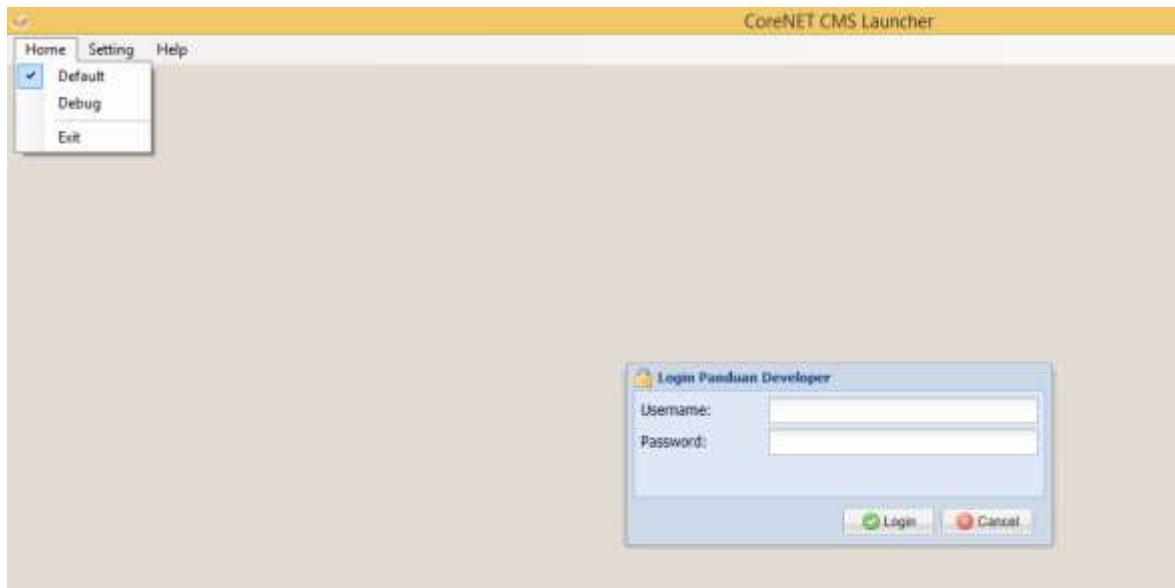 CoreNET CMS Launcher
Home Setting Help
Default
Debug
Exit
Login Panduan Developer
Username:
Password:
Login Cancel